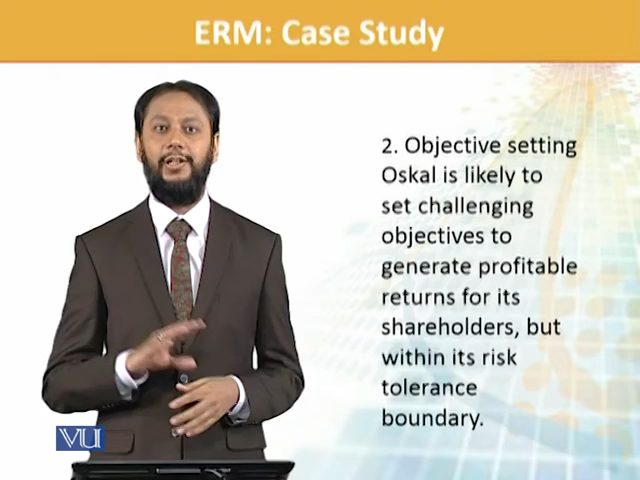 ERM: Case Study
2. Objective setting
Oskal is likely to
set challenging
objectives to
generate profitable
returns for its
shareholders, but
within its risk
tolerance
boundary.
VU